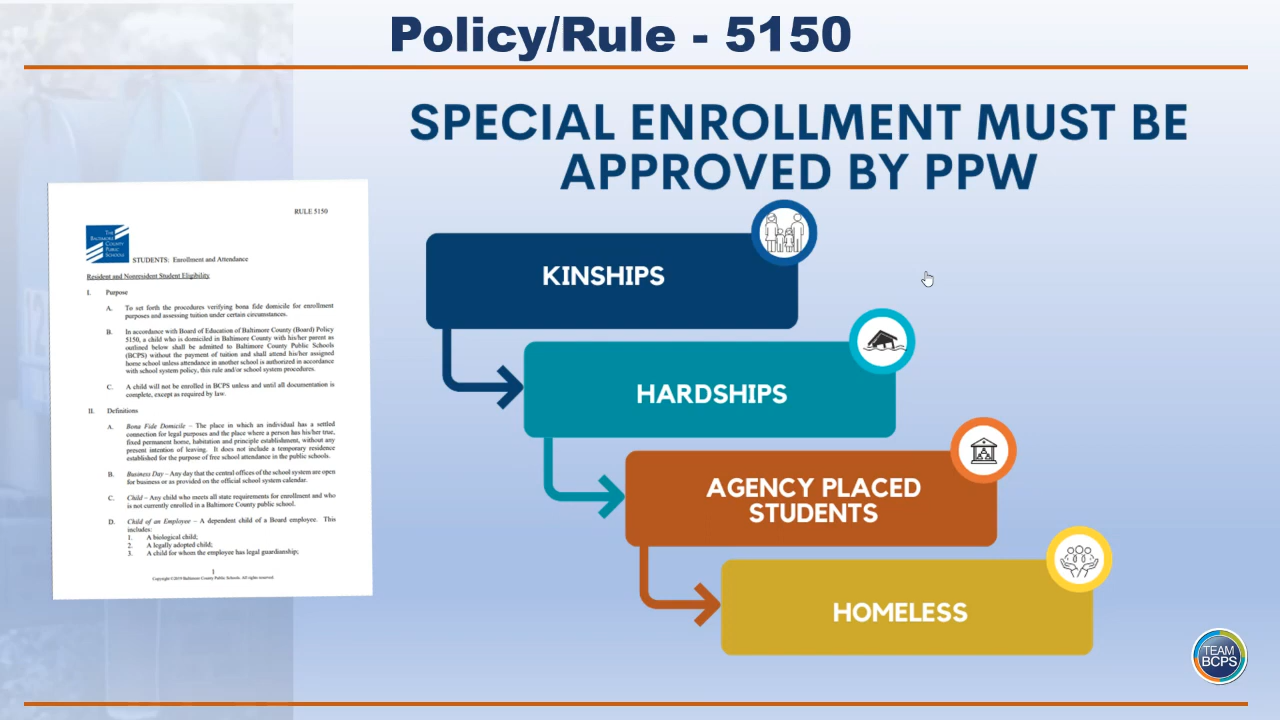 Policy/Rule - 5150
SPECIAL ENROLLMENT MUST BE
APPROVED BY PPW
RULE 5150
THE
BALTIMORE
COUNTY
PUBLIC
SCHOOLS
STUDENTS: Enrollment and Attendance
Resident and Nonresident Student Eligibility
I. Purpose
A. To set forth the procedures verifying bona fide domicile for enrollment
purposes and assessing tuition under certain circumstances.
B. In accordance with Board of Education of Baltimore County (Board) Policy
5150, a child who is domiciled in Baltimore County with his/her parent as
outlined below shall be admitted to Baltimore County Public Schools
(BCPS) without the payment of tuition and shall attend his/her assigned
home school unless attendance in another school is authorized in accordance
with school system policy, this rule and/or school system procedures.
C. A child will not be enrolled in BCPS unless and until all documentation is
complete, except as required by law.
II. Definitions
A. Bona Fide Domicile – The place in which an individual has a settled
connection for legal purposes and the place where a person has his/her true,
fixed permanent home, habitation and principle establishment, without any
present intention of leaving. It does not include a temporary residence
established for the purpose of free school attendance in the public schools.
B. Business Day – Any day that the central offices of the school system are open
for business or as provided on the official school system calendar.
C. Child – Any child who meets all state requirements for enrollment and who
is not currently enrolled in a Baltimore County public school.
D. Child of an Employee – A dependent child of a Board employee. This
includes:
1. A biological child;
2. A legally adopted child;
3. A child for whom the employee has legal guardianship;
1
Copyright ©2019 Baltimore County Public Schools. All rights reserved.
KINSHIPS
HARDSHIPS
AGENCY PLACED
STUDENTS
HOMELESS
TEAM
BCPS